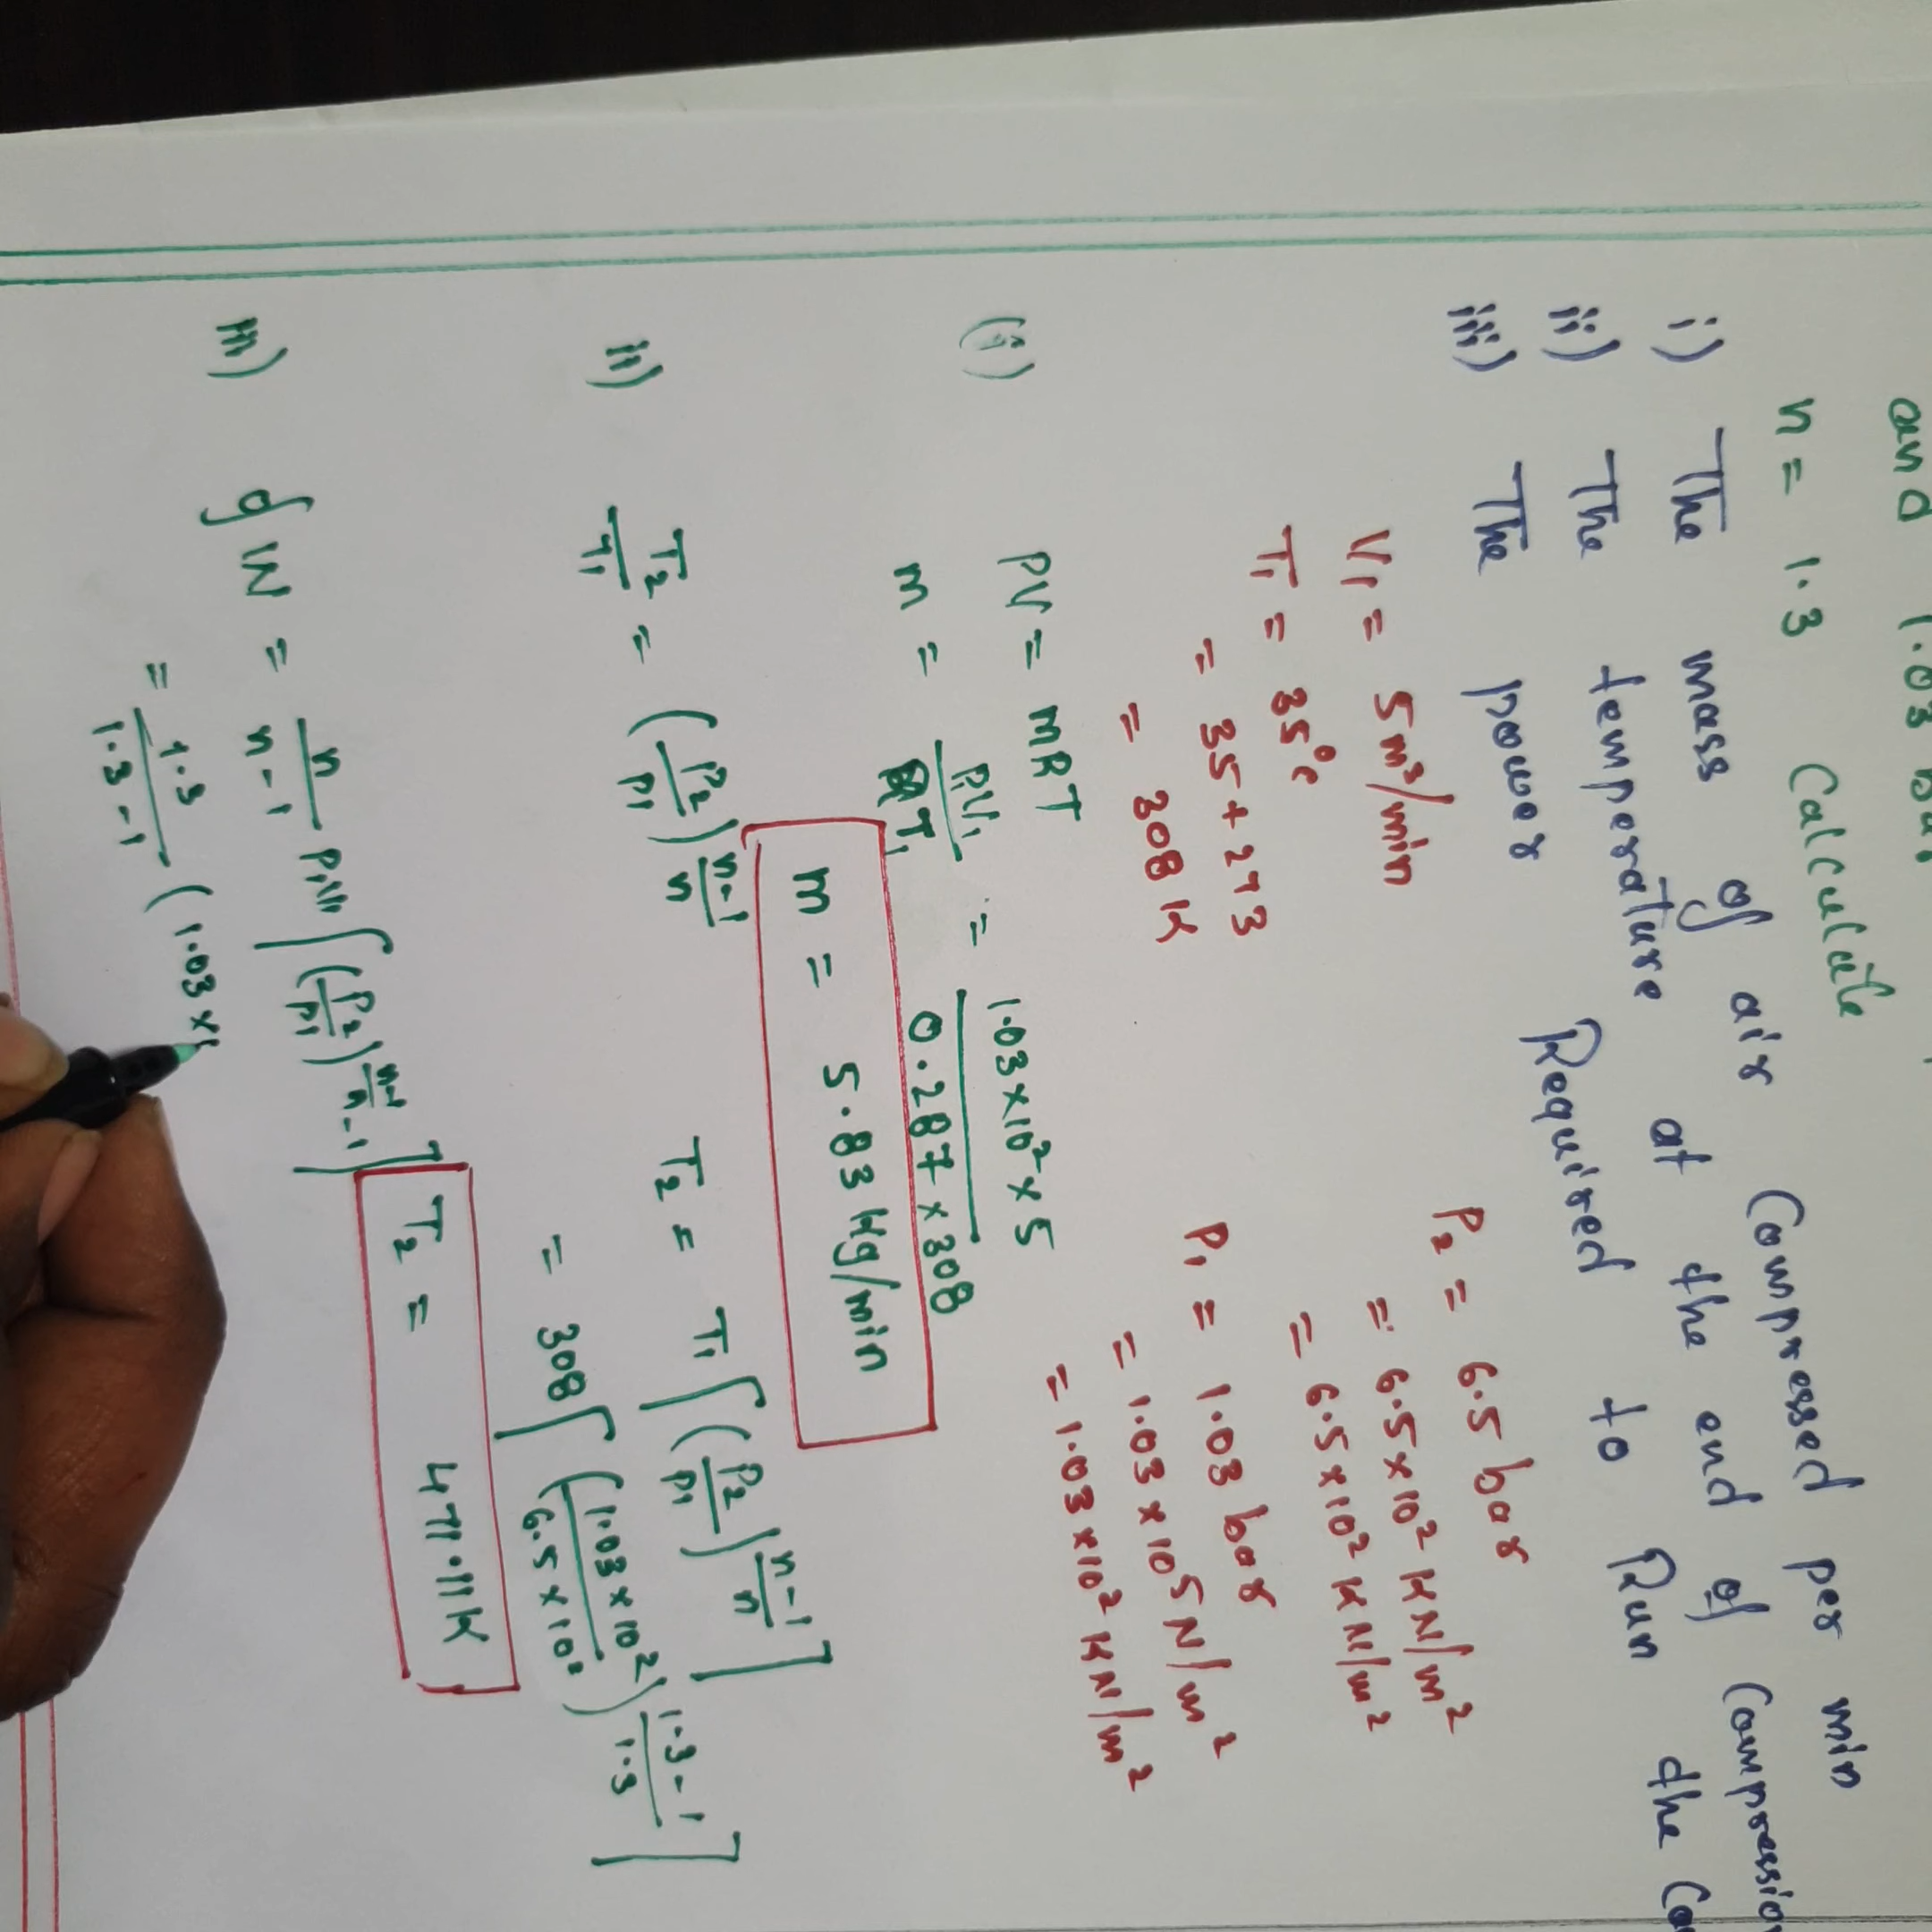 and 1.03 ba
n = 1.3 Calculate
i) The mass of air Compressed per min
ii) The temperature at the end of Compression
iii) The power Required to Run the Co
V1 = 5 m³/min
T1 = 35°c
= 35 + 273
= 308 K
P2 = 6.5 bar
= 6.5 × 10² KN/m²
= 6.5 × 10² KN/m²
P1 = 1.03 bar
= 1.03 × 10⁵ N/m²
= 1.03 × 10² KN/m²
PV = mRT
m = P1V1 / RT1 = 1.03 × 10² × 5 / 0.287 × 308
m = 5.83 Kg/min
ii) T2/T1 = (P2/P1)^(n-1/n)
T2 = T1 [(P2/P1)^(n-1/n)]
= 308 [(1.03 × 10² / 6.5 × 10²)^(1.3-1/1.3)]
T2 = 471.11 K
W = n/n-1 P1V1 [(P2/P1)^(n-1/n) -1]
= 1.3/1.3-1 (1.03 ×